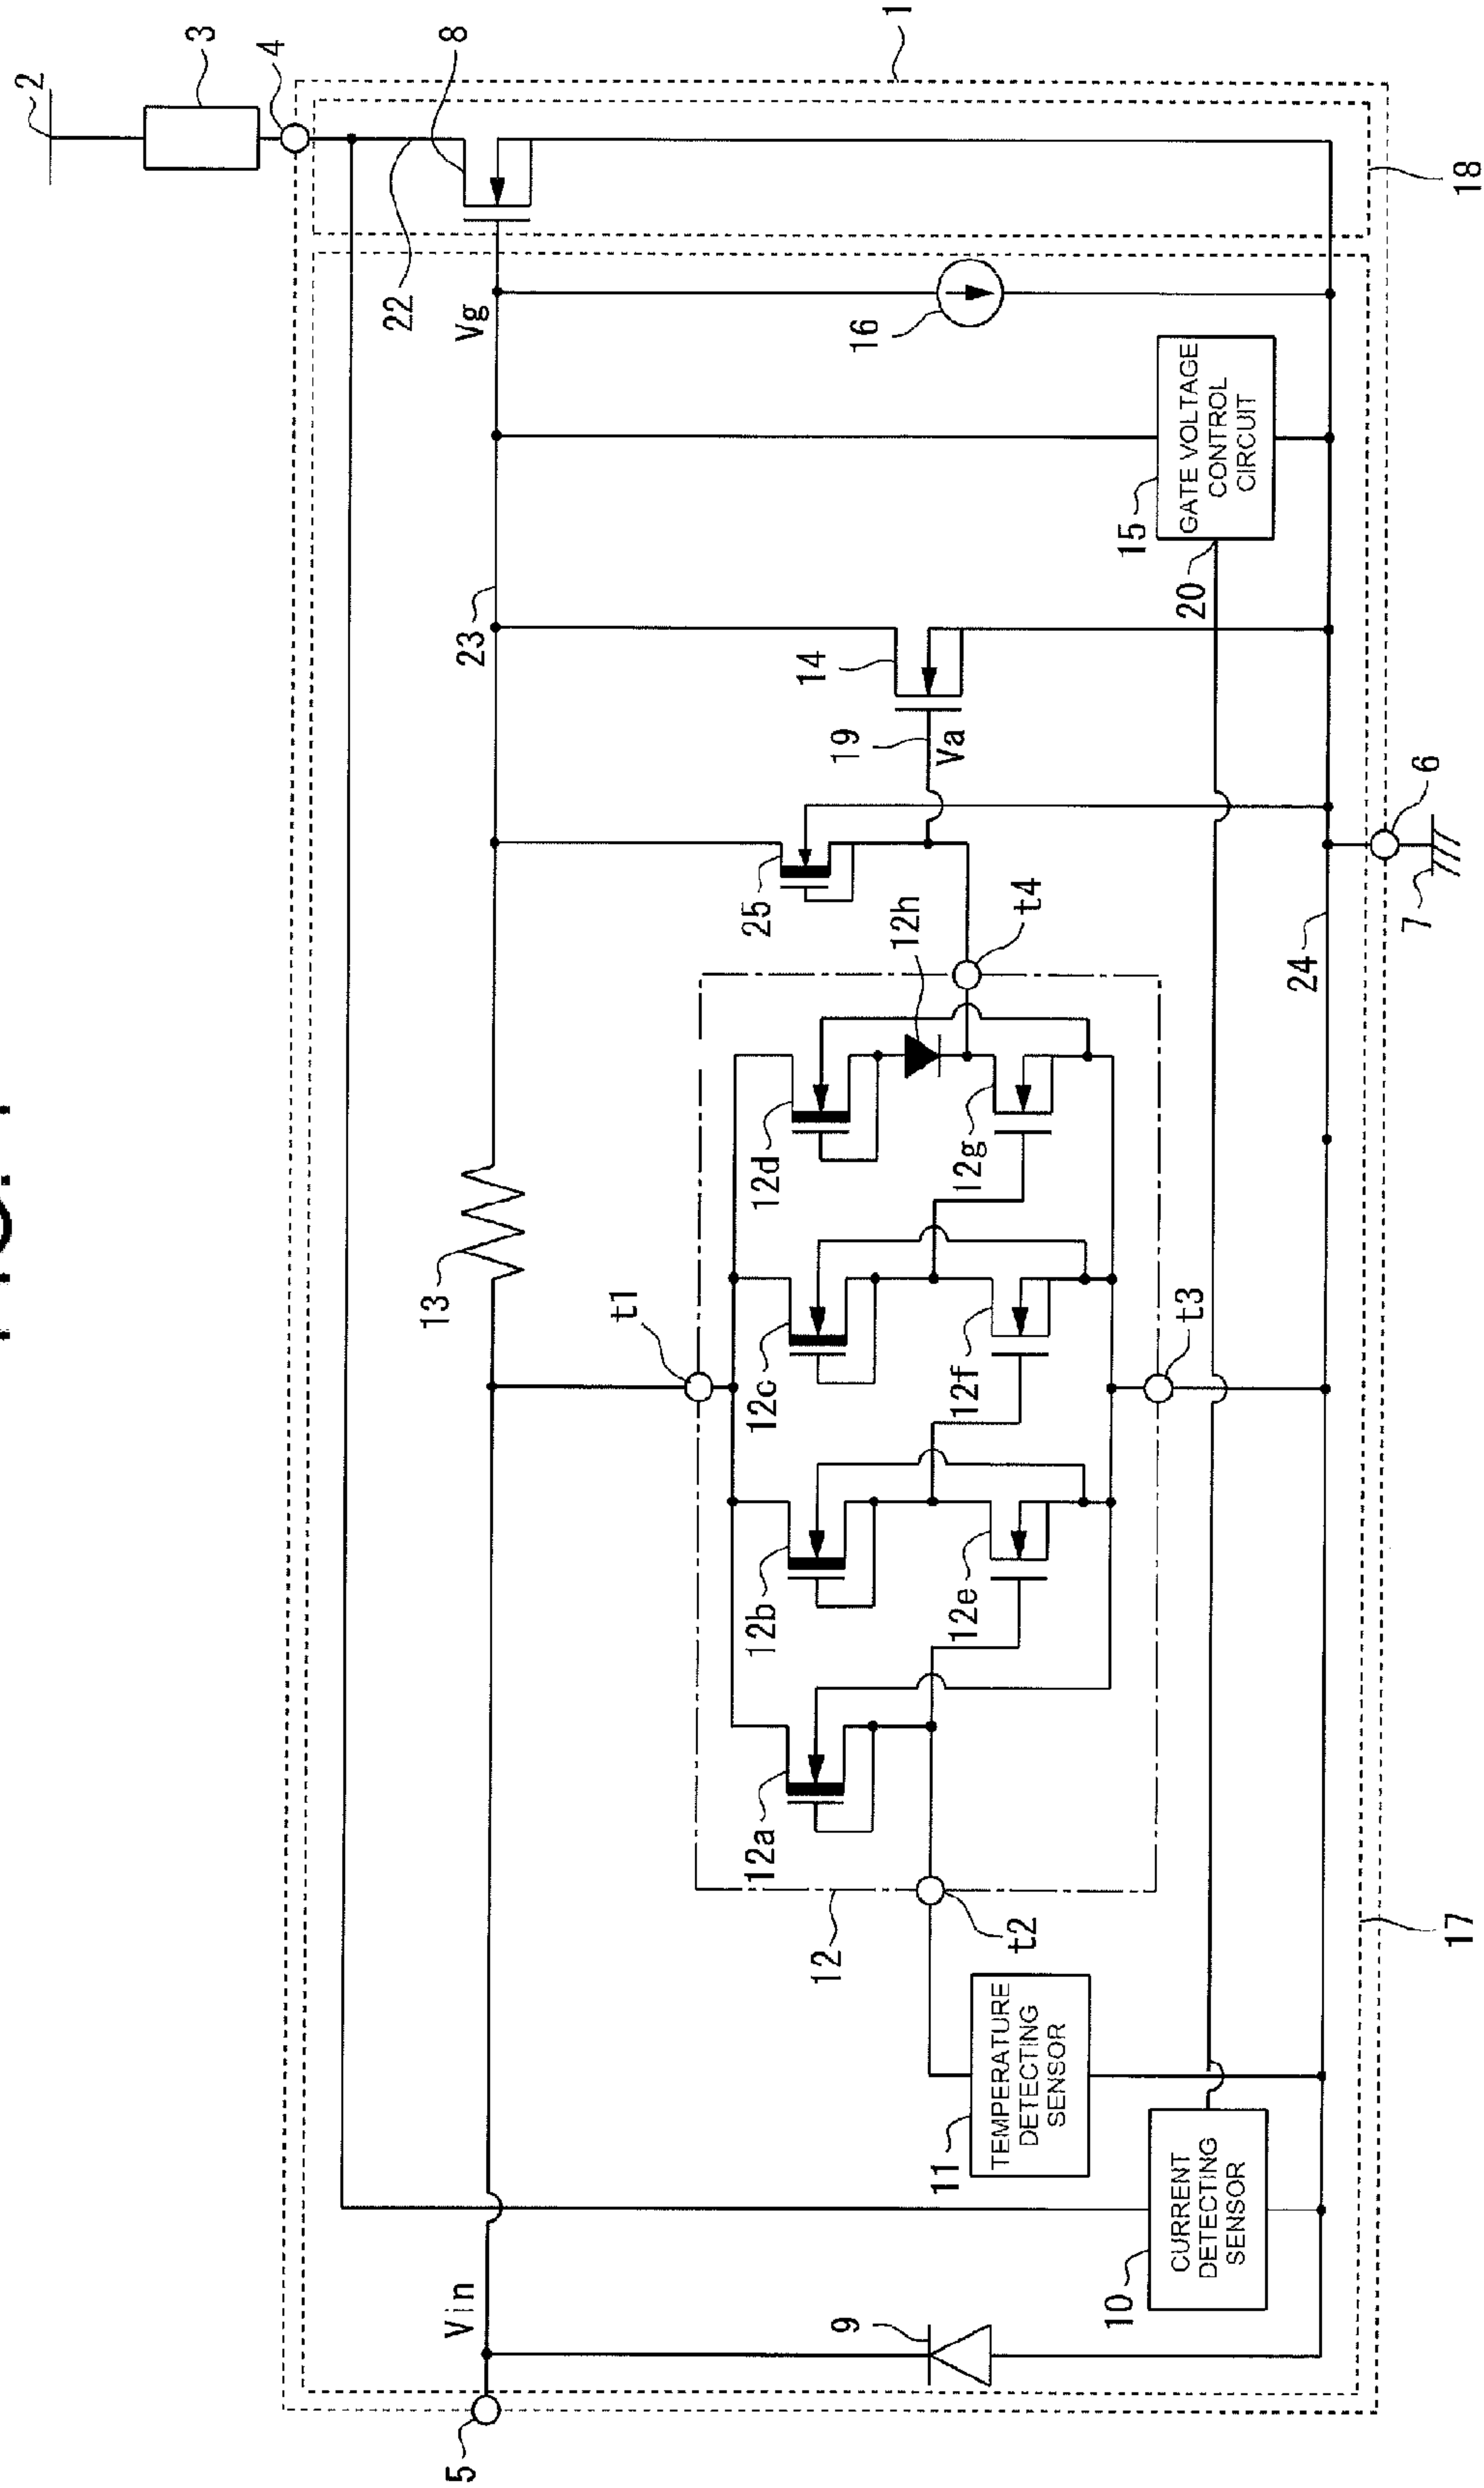 2
3
4
1
8
18
22
Vg
16
GATE VOLTAGE
CONTROL
CIRCUIT
15
20
23
14
19
Va
6
7
25
t4
12h
24
12d
12g
13
t1
12c
12f
t3
12b
12e
12a
12
t2
17
TEMPERATURE
DETECTING
SENSOR
11
CURRENT
DETECTING
SENSOR
10
Vin
9
5